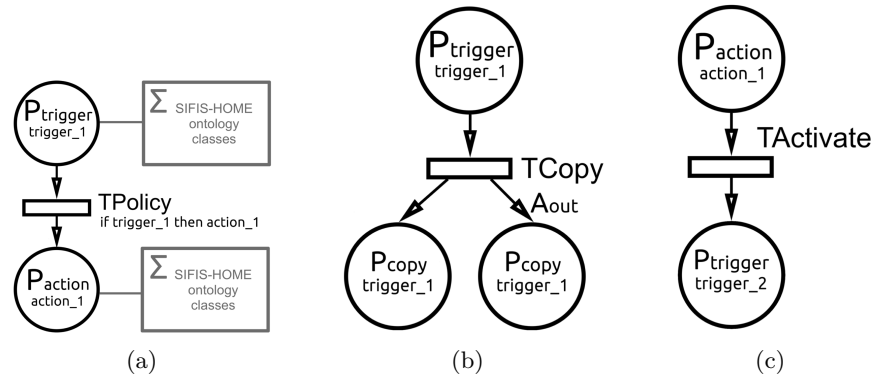 Ptrigger
trigger_1
Σ SIFIS-HOME
ontology
classes
TPolicy
if trigger_1 then action_1
Paction
action_1
Σ SIFIS-HOME
ontology
classes
(a)
Ptrigger
trigger_1
TCopy
Aout
Pcopy
trigger_1
Pcopy
trigger_1
(b)
Paction
action_1
TActivate
Ptrigger
trigger_2
(c)